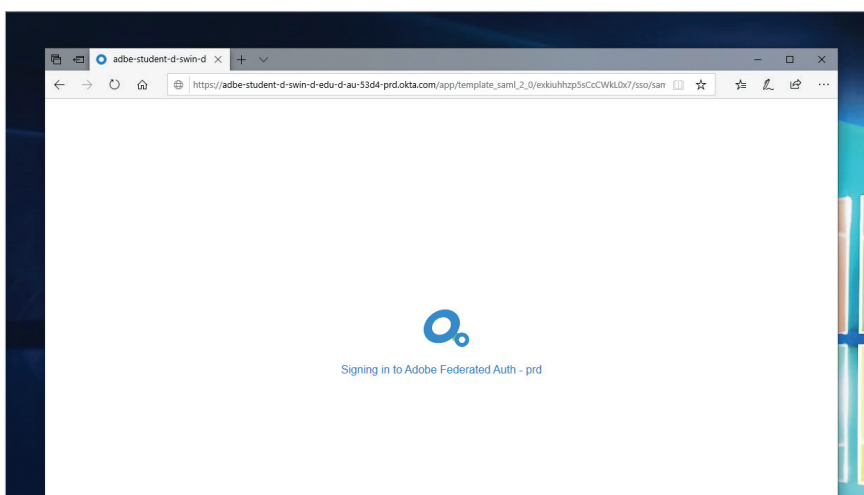 adbe-student-d-swin-d
https://adbe-student-d-swin-d-edu-d-au-53d4-prd.okta.com/app/template_saml_2_0/exkiuhhzp5sCcCWkL0x7/sso/sam
Signing in to Adobe Federated Auth - prd